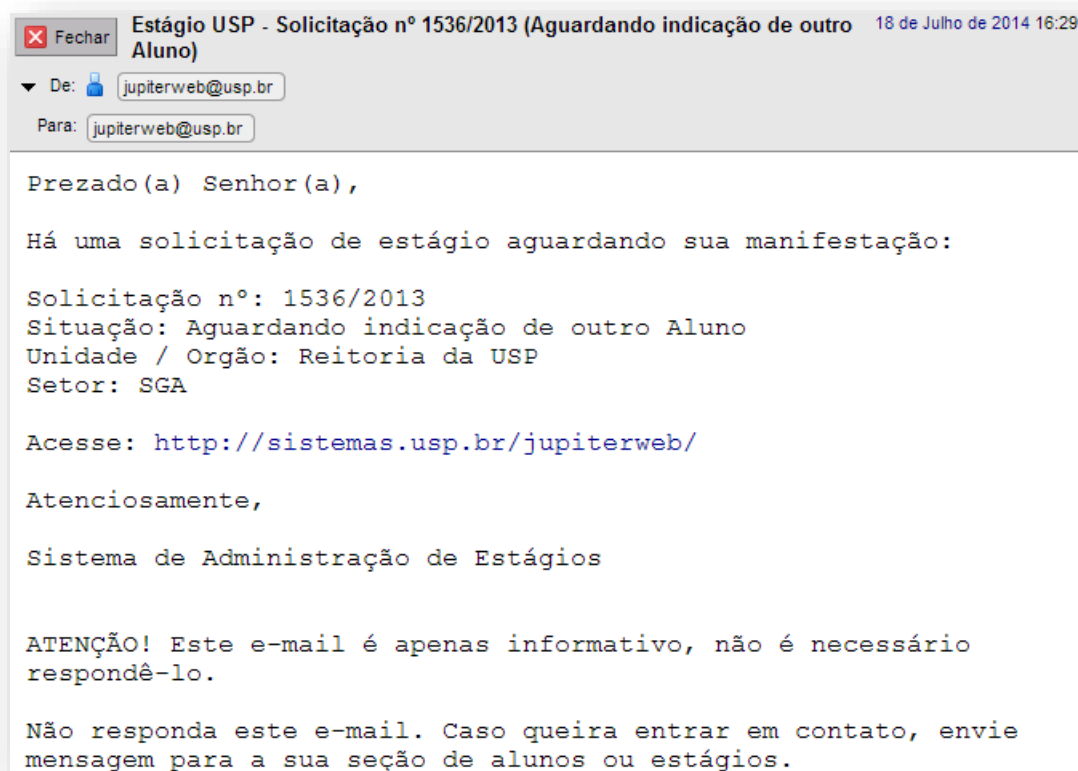 Fechar
Estágio USP - Solicitação nº 1536/2013 (Aguardando indicação de outro
Aluno)
18 de Julho de 2014 16:29
De: jupiterweb@usp.br
Para: jupiterweb@usp.br
Prezado(a) Senhor(a),
Há uma solicitação de estágio aguardando sua manifestação:
Solicitação nº: 1536/2013
Situação: Aguardando indicação de outro Aluno
Unidade / Orgão: Reitoria da USP
Setor: SGA
Acesse: http://sistemas.usp.br/jupiterweb/
Atenciosamente,
Sistema de Administração de Estágios
ATENÇÃO! Este e-mail é apenas informativo, não é necessário
respondê-lo.
Não responda este e-mail. Caso queira entrar em contato, envie
mensagem para a sua seção de alunos ou estágios.